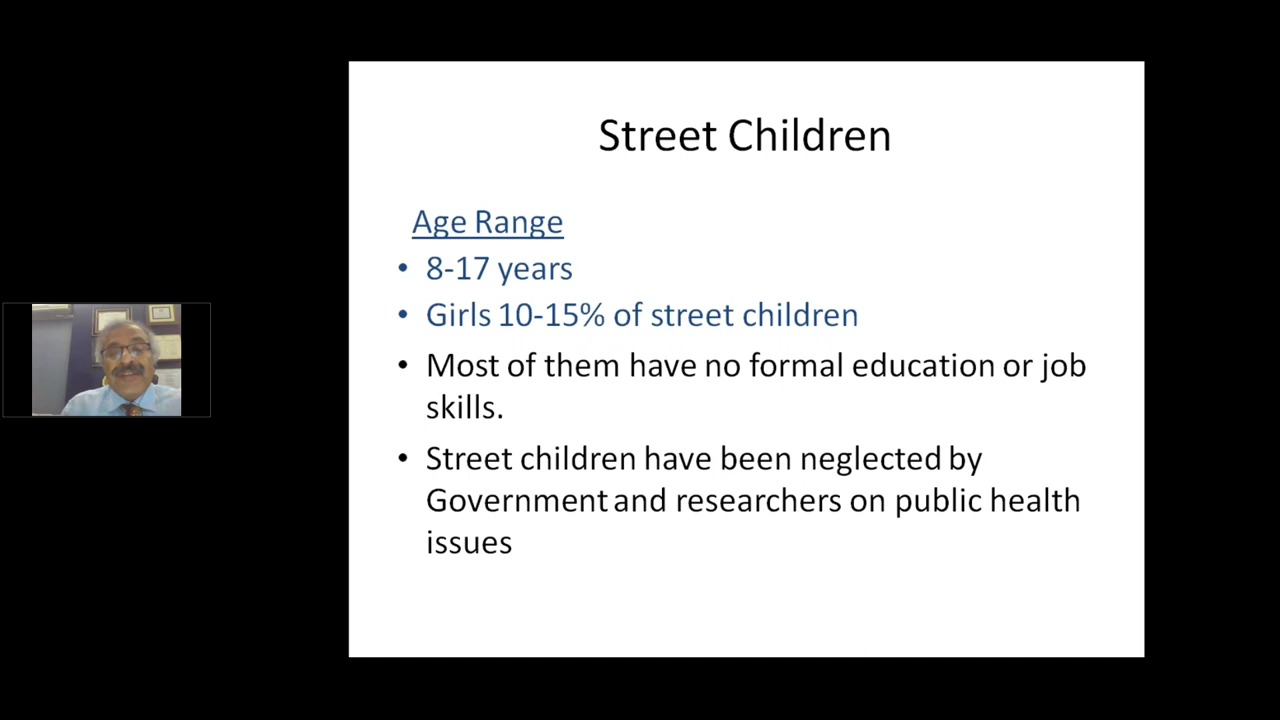 Street Children
Age Range
• 8-17 years
• Girls 10-15% of street children
• Most of them have no formal education or job
skills.
• Street children have been neglected by
Government and researchers on public health
issues